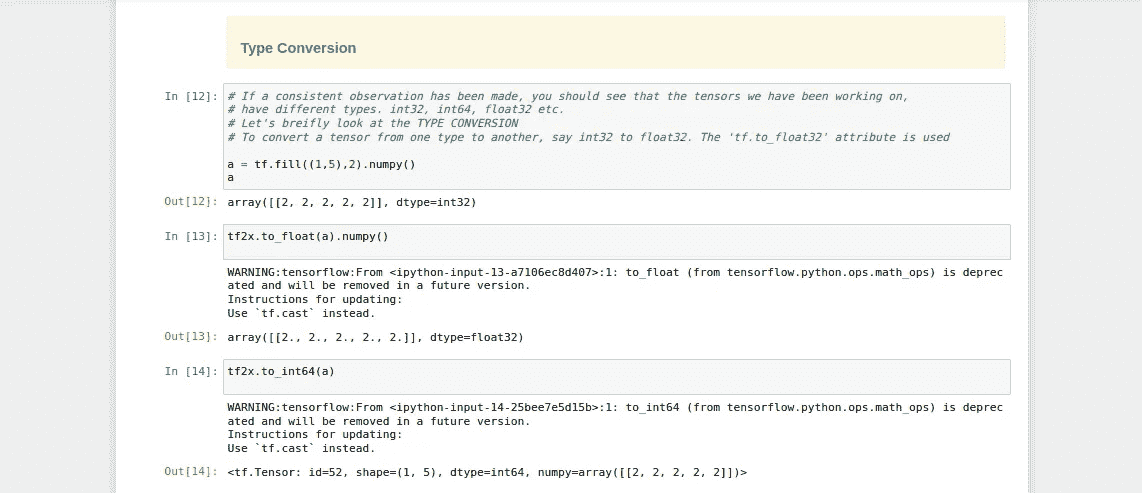 Type Conversion
In [12]: # If a consistent observation has been made, you should see that the tensors we have been working on,
# have different types. int32, int64, float32 etc.
# Let's breifly look at the TYPE CONVERSION
# To convert a tensor from one type to another, say int32 to float32. The 'tf.to_float32' attribute is used
a = tf.fill((1,5),2).numpy()
a
Out[12]: array([[2, 2, 2, 2, 2]], dtype=int32)
In [13]: tf2x.to_float(a).numpy()
WARNING:tensorflow:From <ipython-input-13-a7106ec8d407>:1: to_float (from tensorflow.python.ops.math_ops) is deprec
ated and will be removed in a future version.
Instructions for updating:
Use `tf.cast` instead.
Out[13]: array([[2., 2., 2., 2., 2.]], dtype=float32)
In [14]: tf2x.to_int64(a)
WARNING:tensorflow:From <ipython-input-14-25bee7e5d15b>:1: to_int64 (from tensorflow.python.ops.math_ops) is deprec
ated and will be removed in a future version.
Instructions for updating:
Use `tf.cast` instead.
Out[14]: <tf.Tensor: id=52, shape=(1, 5), dtype=int64, numpy=array([[2, 2, 2, 2, 2]])>